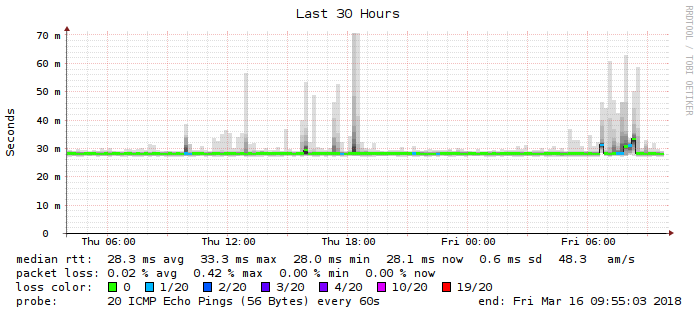 Last 30 Hours
RRDTOOL / TOBI OETIKER
Seconds
70 m
60 m
50 m
40 m
30 m
20 m
10 m
0
Thu 06:00 Thu 12:00 Thu 18:00 Fri 00:00 Fri 06:00
median rtt: 28.3 ms avg 33.3 ms max 28.0 ms min 28.1 ms now 0.6 ms sd 48.3 am/s
packet loss: 0.02 % avg 0.42 % max 0.00 % min 0.00 % now
loss color: 0 1/20 2/20 3/20 4/20 10/20 19/20
probe: 20 ICMP Echo Pings (56 Bytes) every 60s end: Fri Mar 16 09:55:03 2018